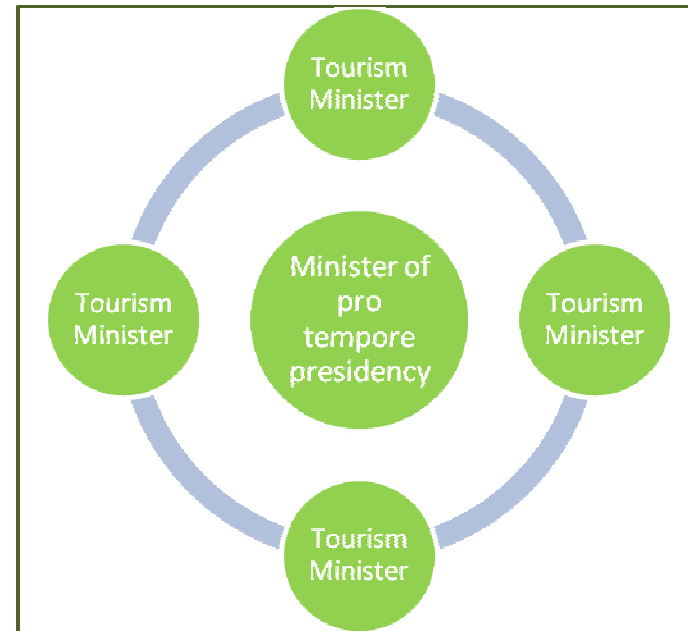 Tourism
Minister
Minister of
pro
tempore
presidency
Tourism
Minister
Tourism
Minister
Tourism
Minister